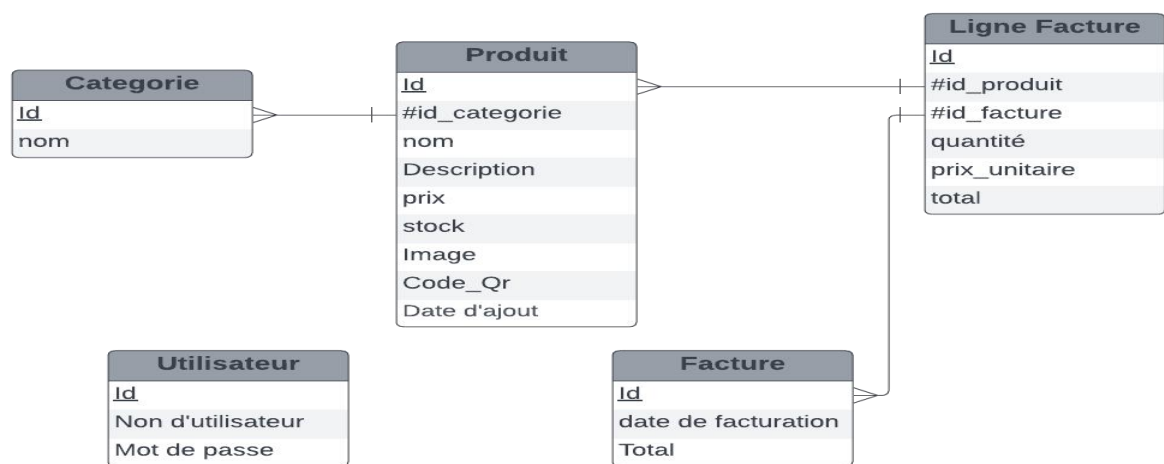 Categorie
Id
nom
Produit
Id
#id_categorie
nom
Description
prix
stock
Image
Code_Qr
Date d'ajout
Ligne Facture
Id
#id_produit
#id_facture
quantité
prix_unitaire
total
Utilisateur
Id
Non d'utilisateur
Mot de passe
Facture
Id
date de facturation
Total